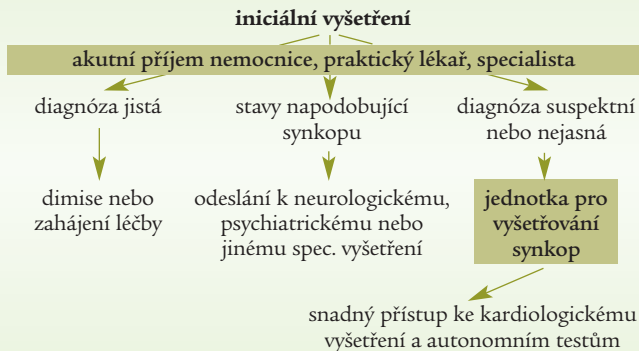 iniciální vyšetření
akutní příjem nemocnice, praktický lékař, specialista
diagnóza jistá
stavy napodobující
synkopu
diagnóza suspektní
nebo nejasná
dimise nebo
zahájení léčby
odeslání k neurologickému,
psychiatrickému nebo
jinému spec. vyšetření
jednotka pro
vyšetřování
synkop
snadný přístup ke kardiologickému
vyšetření a autonomním testům